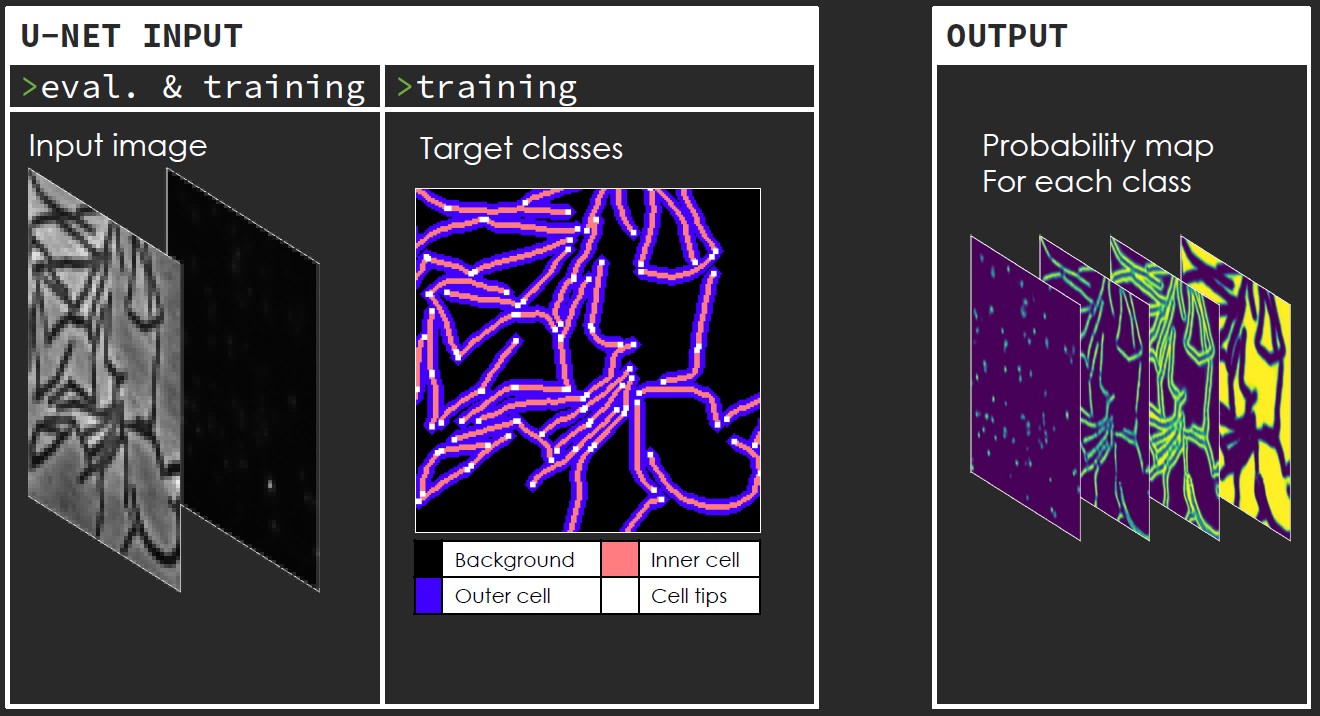 U-NET INPUT
>eval. & training
>training
Input image
Target classes
Background
Inner cell
Outer cell
Cell tips
OUTPUT
Probability map
For each class